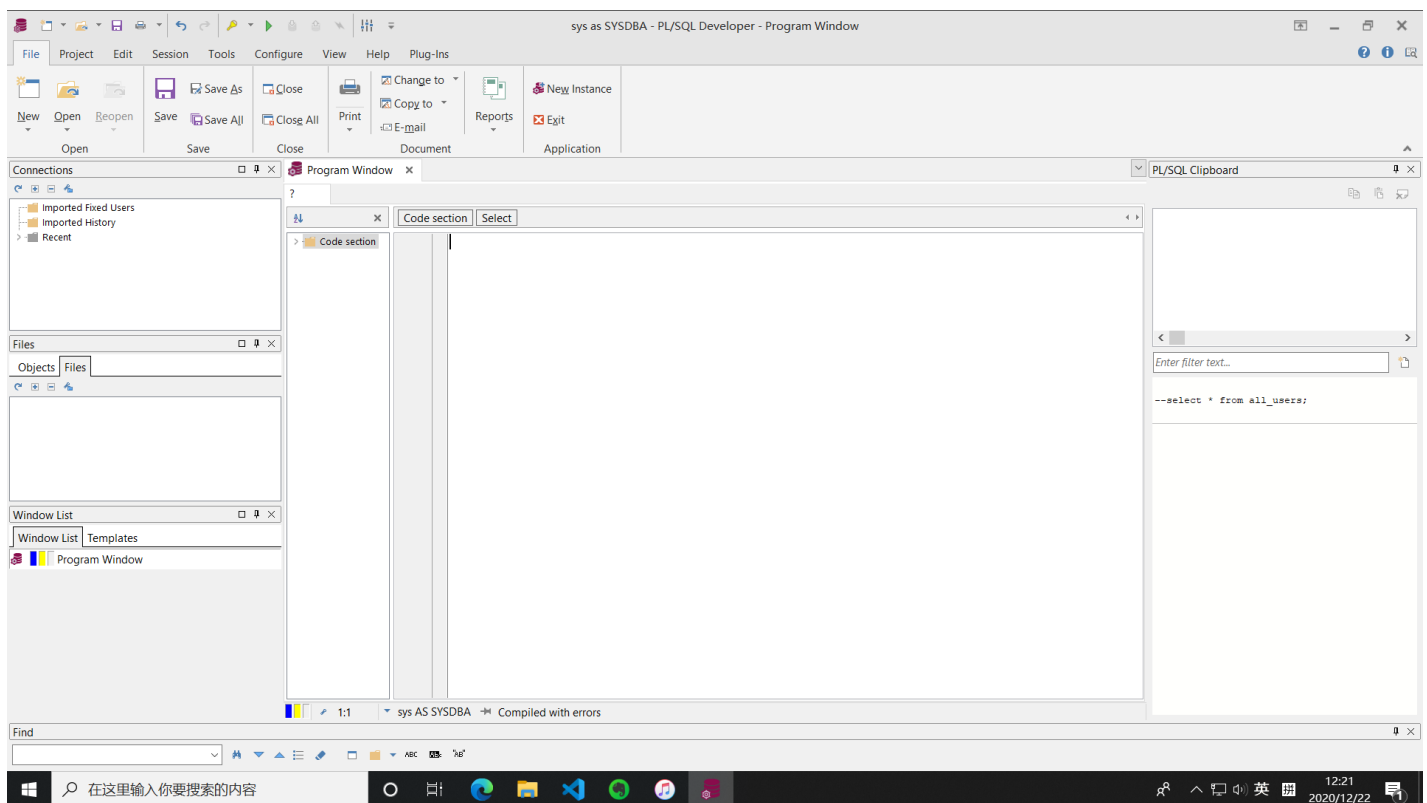 sys as SYSDBA - PL/SQL Developer - Program Window
File Project Edit Session Tools Configure View Help Plug-Ins
New Open Reopen Save Save As Save All Close Close All Print Change to Copy to E-mail Reports New Instance Exit
Open Save Close Document Application
Connections
Imported Fixed Users
Imported History
Recent
Files
Objects Files
Window List
Window List Templates
Program Window
Program Window
?
Code section Select
Code section
1:1 sys AS SYSDBA Compiled with errors
PL/SQL Clipboard
Enter filter text...
--select * from all_users;
Find
ABC AB "AB"
在这里输入你要搜索的内容
英 拼 12:21
2020/12/22
1